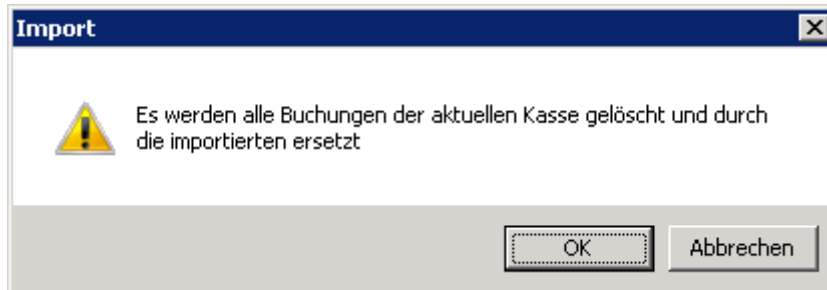 Import
Es werden alle Buchungen der aktuellen Kasse gelöscht und durch
die importierten ersetzt
OK
Abbrechen